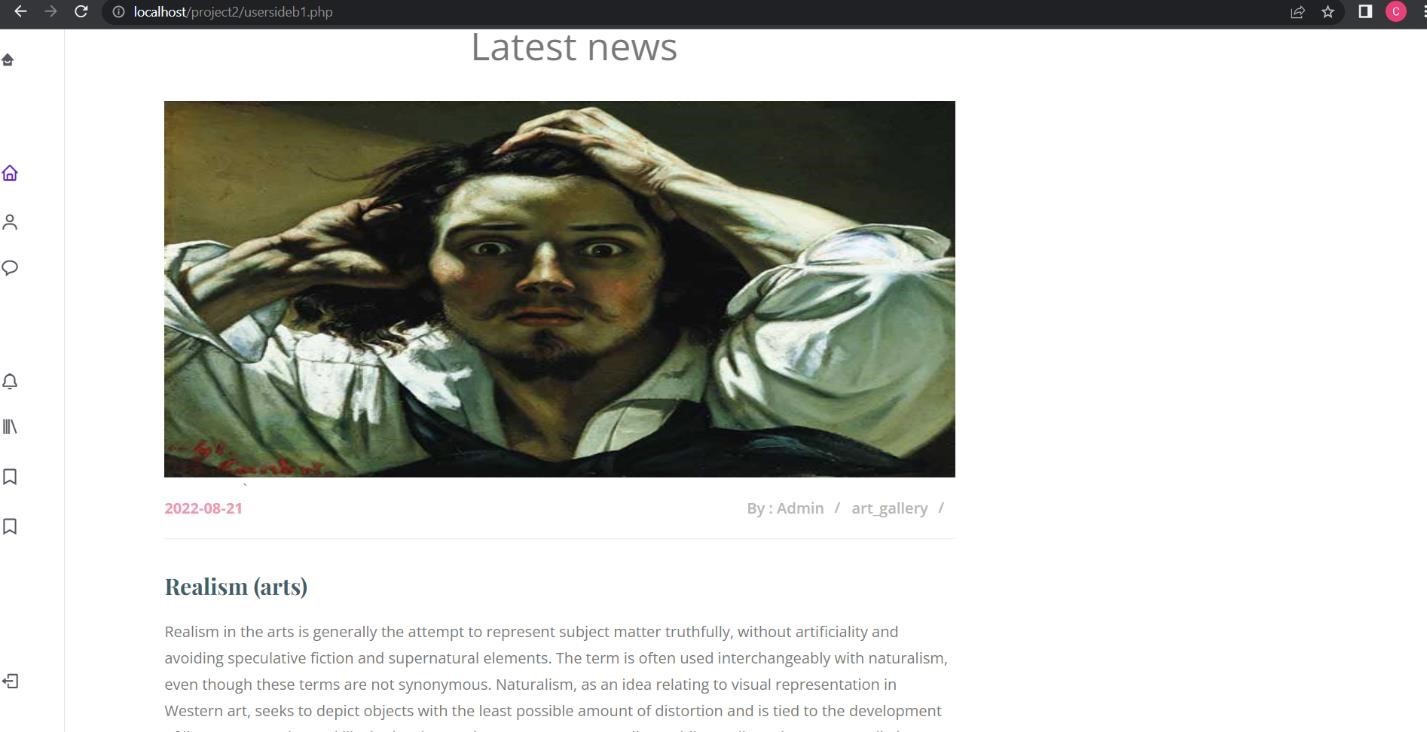 localhost/project2/usersideb1.php
C
Latest news
2022-08-21
By : Admin / art_gallery /
Realism (arts)
Realism in the arts is generally the attempt to represent subject matter truthfully, without artificiality and
avoiding speculative fiction and supernatural elements. The term is often used interchangeably with naturalism,
even though these terms are not synonymous. Naturalism, as an idea relating to visual representation in
Western art, seeks to depict objects with the least possible amount of distortion and is tied to the development